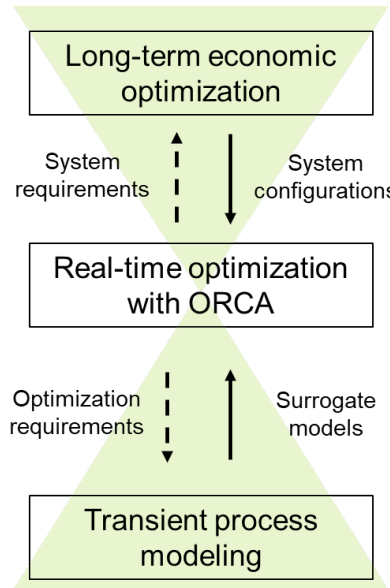 Long-term economic
optimization
System
requirements
System
configurations
Real-time optimization
with ORCA
Optimization
requirements
Surrogate
models
Transient process
modeling